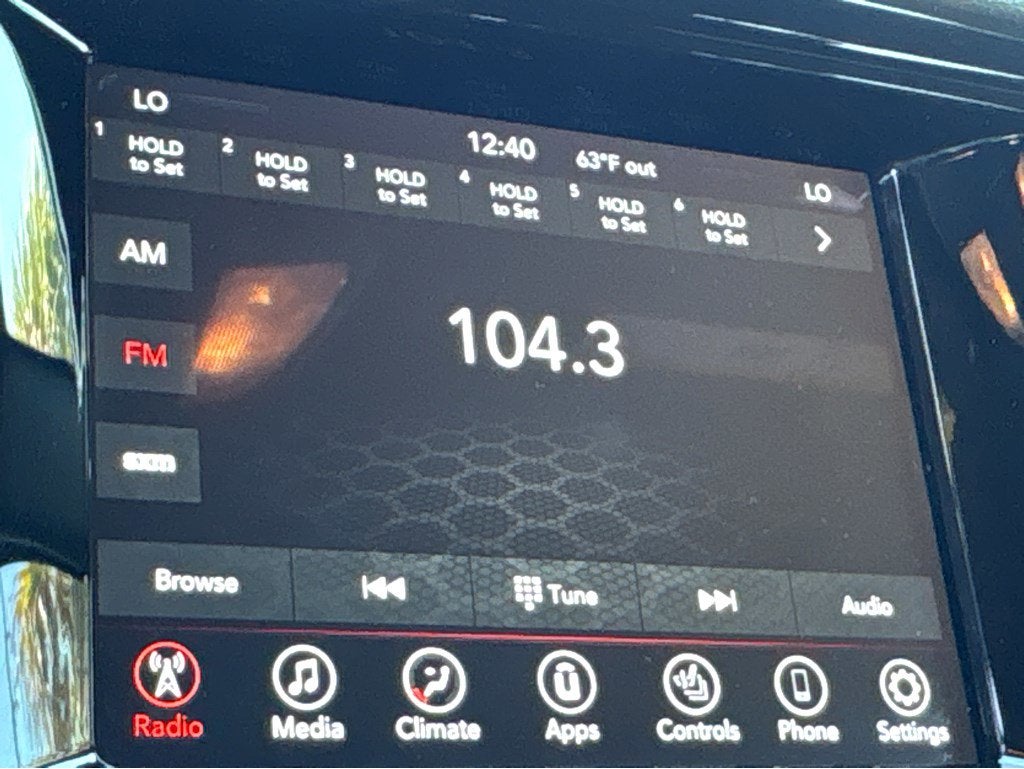 LO 12:40 63°F out LO
1 HOLD to Set
2 HOLD to Set
3 HOLD to Set
4 HOLD to Set
5 HOLD to Set
6 HOLD to Set
AM
104.3
FM
sxm
Browse Tune Audio
Radio Media Climate Apps Controls Phone Settings